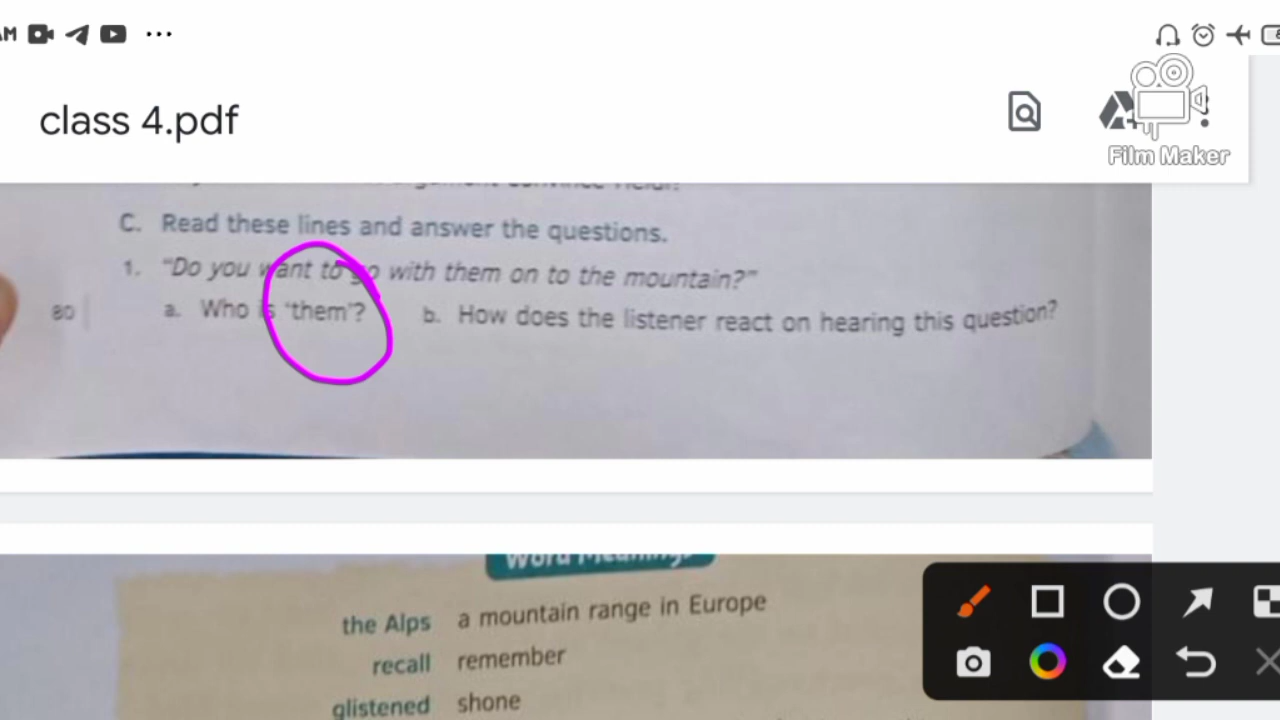 class 4.pdf
Film Maker
C. Read these lines and answer the questions.
1. "Do you want to go with them on to the mountain?"
80 a. Who is 'them'? b. How does the listener react on hearing this question?
Word Meanings
the Alps a mountain range in Europe
recall remember
glistened shone